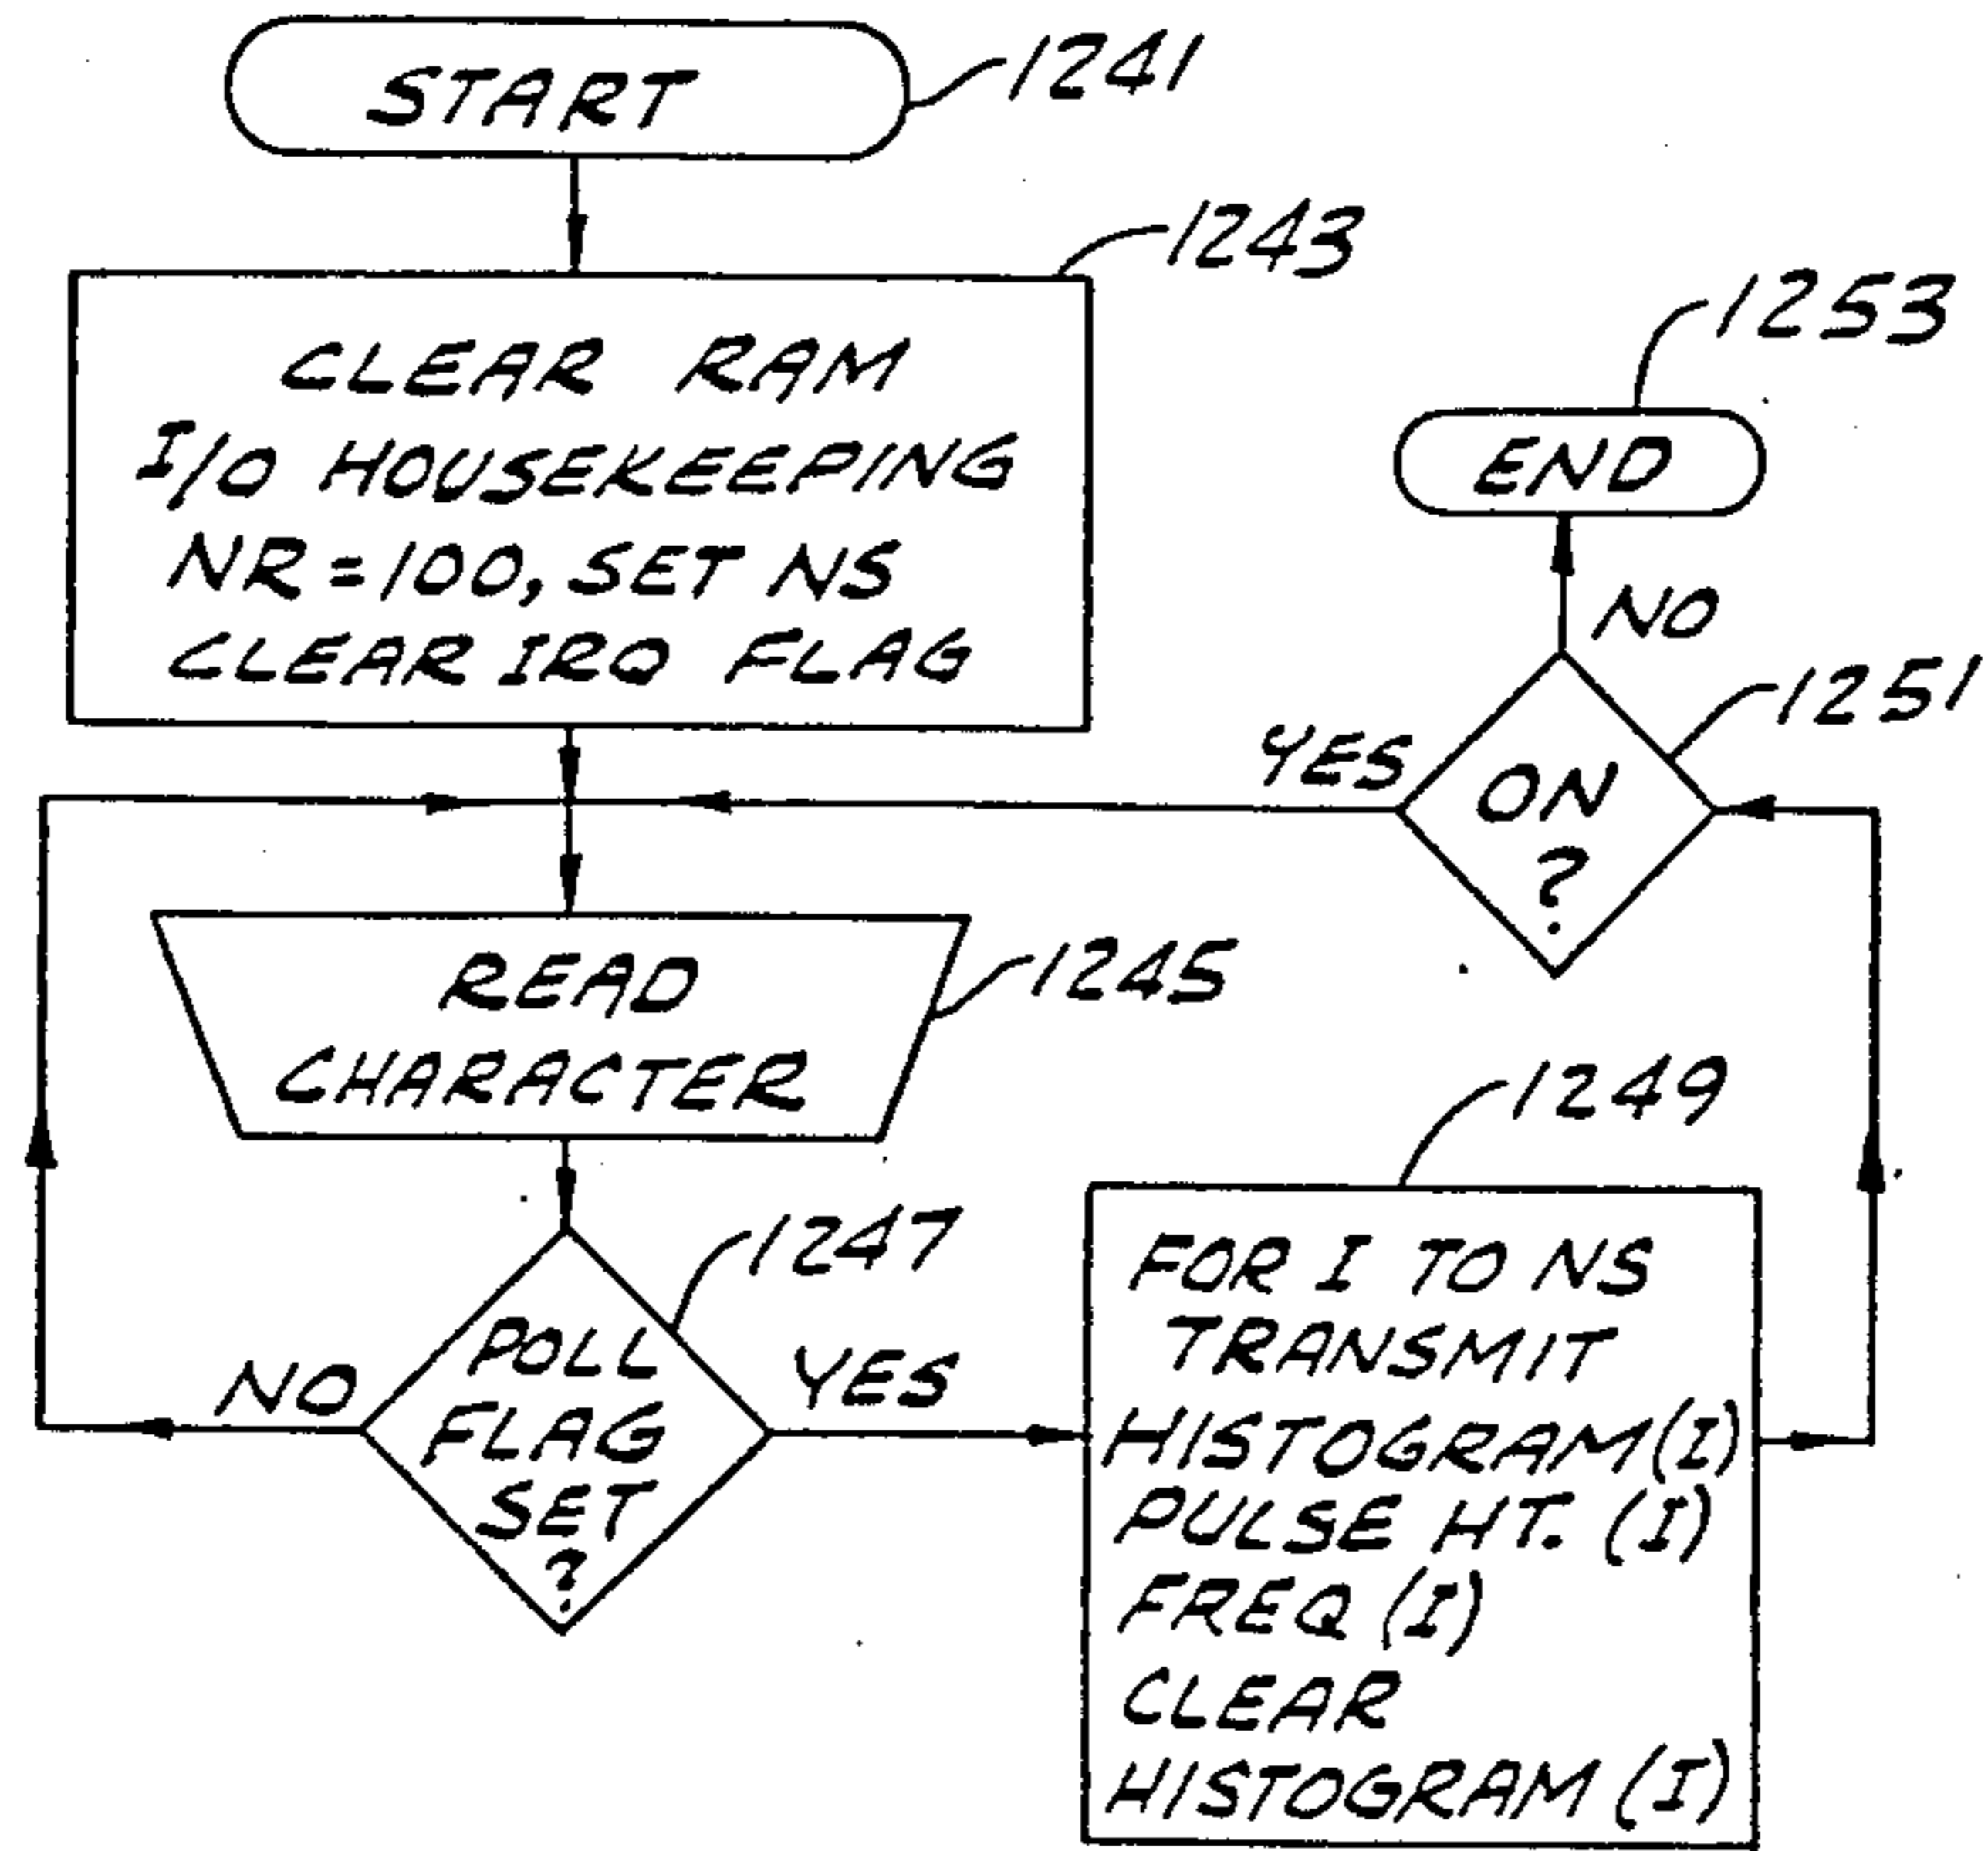 START
1241
1243
CLEAR RAM
I/O HOUSEKEEPING
NR=100, SET NS
CLEAR IRQ FLAG
1253
END
NO
1251
YES
ON
?
READ
CHARACTER
1245
1247
POLL
FLAG
SET
?
NO
YES
1249
FOR I TO NS
TRANSMIT
HISTOGRAM(I)
PULSE HT. (I)
FREQ (I)
CLEAR
HISTOGRAM (I)